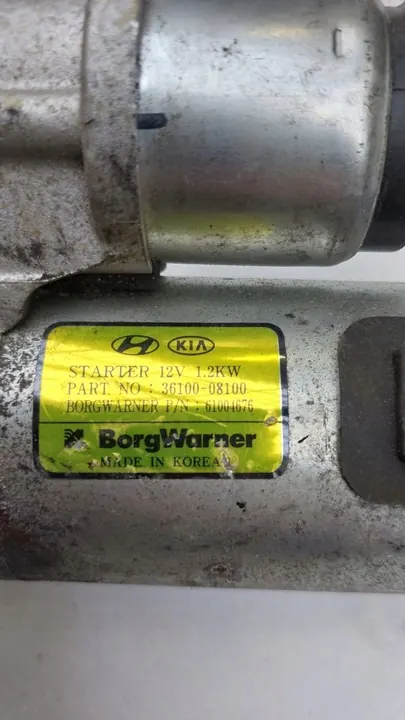 KIA
STARTER 12V 1.2KW
PART. NO : 36100-08100
BORGWARNER P/N : 61004676
BorgWarner
MADE IN KOREA